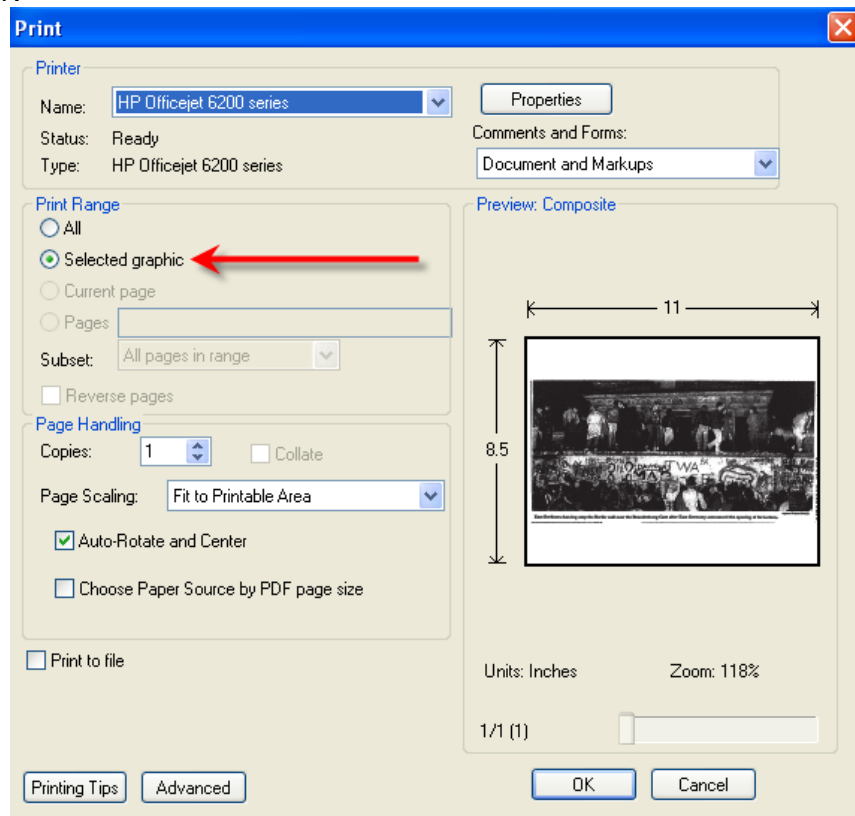 Print
Printer
Name: HP Officejet 6200 series
Properties
Status: Ready
Comments and Forms:
Type: HP Officejet 6200 series
Document and Markups
Print Range
All
Selected graphic
Current page
Pages
Subset: All pages in range
Reverse pages
Preview: Composite
11
8.5
TWA
Page Handling
Copies: 1
Collate
Page Scaling: Fit to Printable Area
Auto-Rotate and Center
Choose Paper Source by PDF page size
Print to file
Units: Inches
Zoom: 118%
1/1 (1)
Printing Tips
Advanced
OK
Cancel